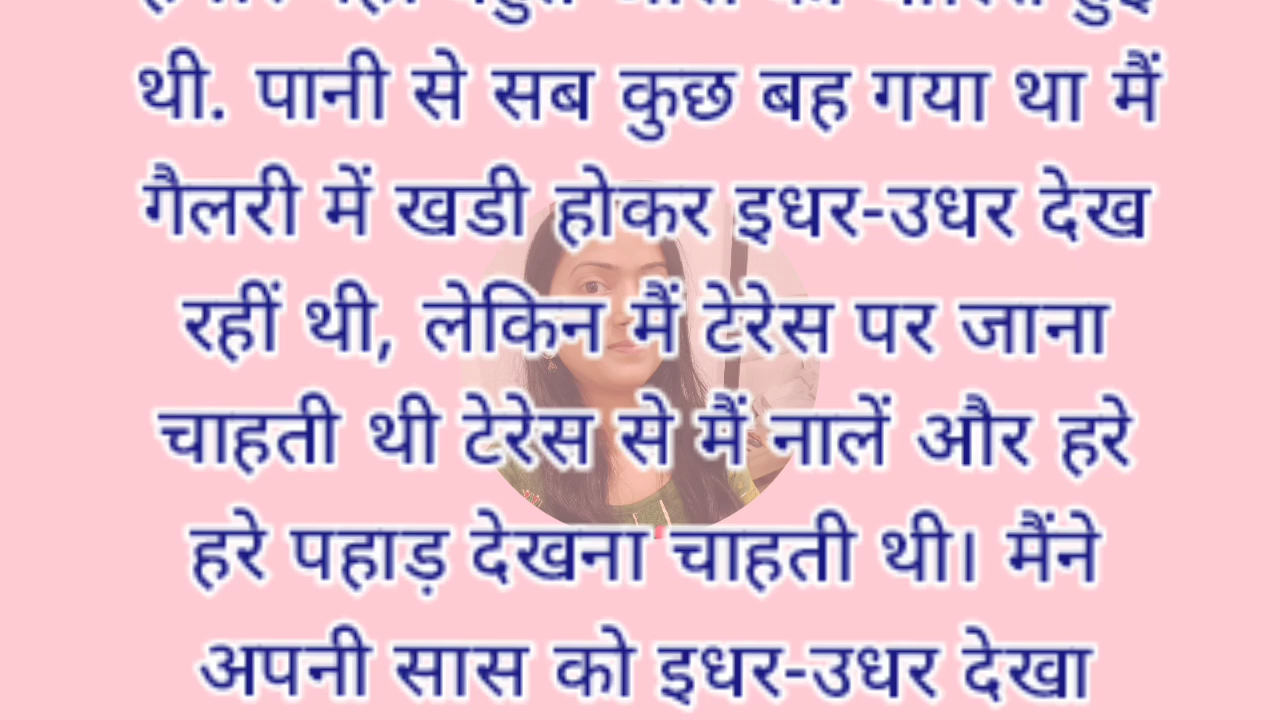 थी. पानी से सब कुछ बह गया था मैं
गैलरी में खडी होकर इधर-उधर देख
रहीं थी, लेकिन मैं टेरेस पर जाना
चाहती थी टेरेस से मैं नालें और हरे
हरे पहाड़ देखना चाहती थी। मैंने
अपनी सास को इधर-उधर देखा